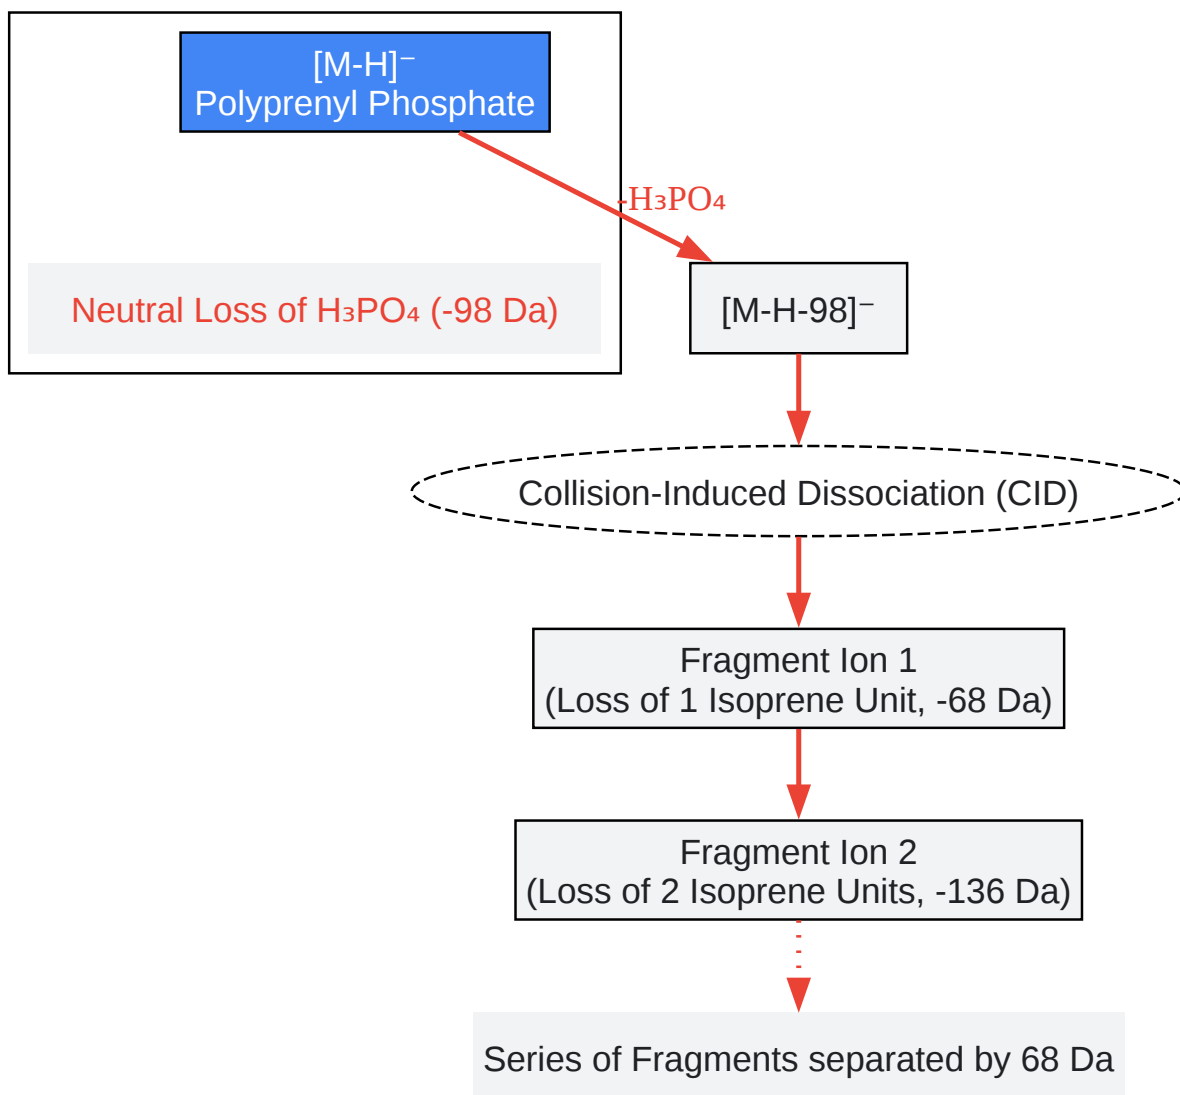 [M-H]⁻
Polyprenyl Phosphate
-H₃PO₄
Neutral Loss of H₃PO₄ (-98 Da)
[M-H-98]⁻
Collision-Induced Dissociation (CID)
Fragment Ion 1
(Loss of 1 Isoprene Unit, -68 Da)
Fragment Ion 2
(Loss of 2 Isoprene Units, -136 Da)
Series of Fragments separated by 68 Da